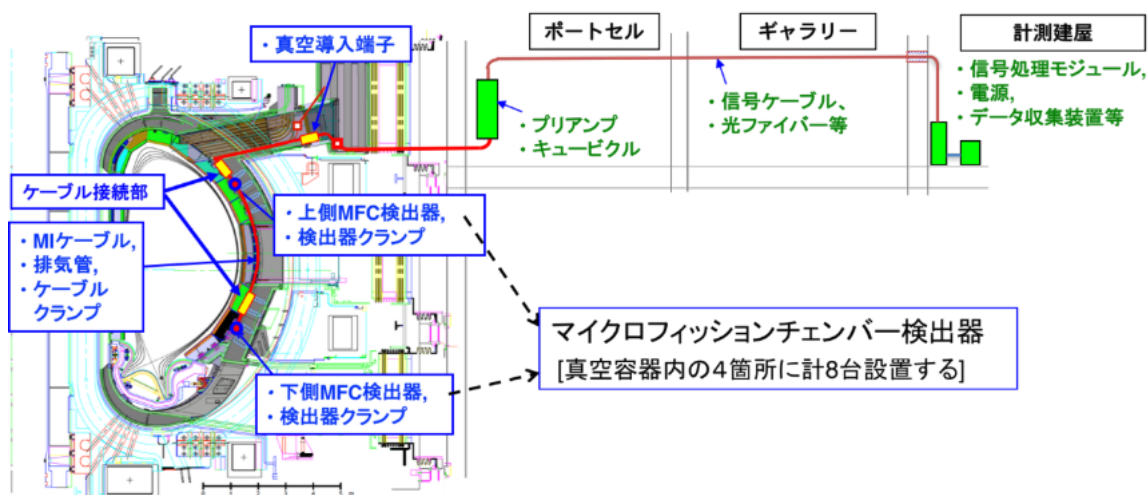 ・真空導入端子
ポートセル
ギャラリー
計測建屋
・信号処理モジュール,
・電源,
・データ収集装置等
・プリアンプ
・キュービクル
・信号ケーブル、
・光ファイバー等
ケーブル接続部
・MIケーブル,
・排気管,
・ケーブル
クランプ
・上側MFC検出器,
・検出器クランプ
マイクロフィッションチェンバー検出器
[真空容器内の4箇所に計8台設置する]
・下側MFC検出器,
・検出器クランプ